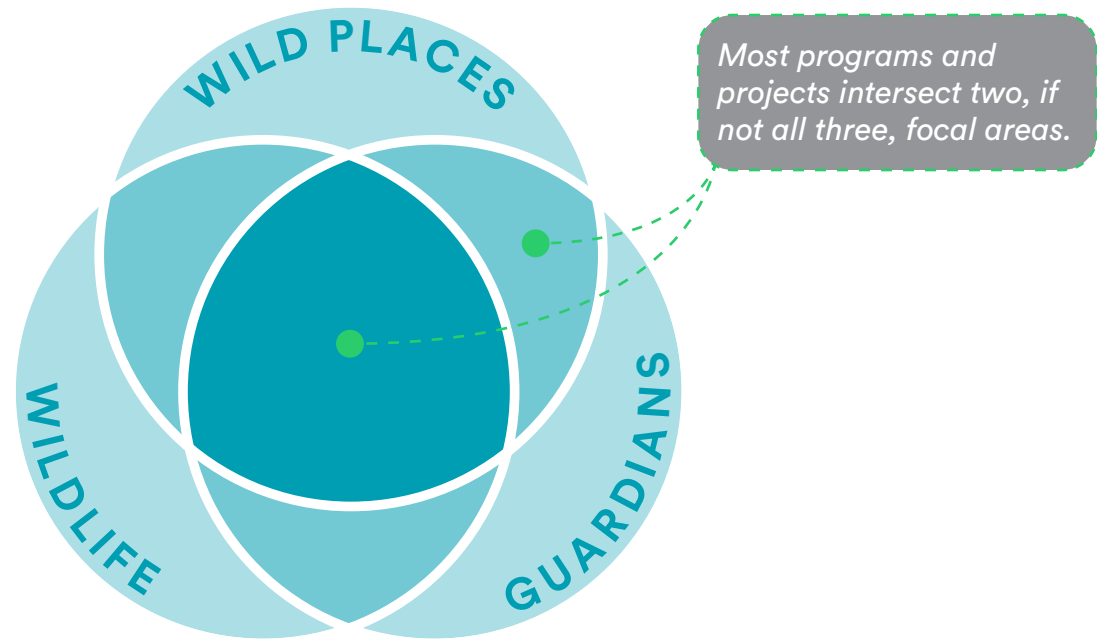 WILD PLACES
Most programs and
projects intersect two, if
not all three, focal areas.
WILDLIFE
GUARDIANS